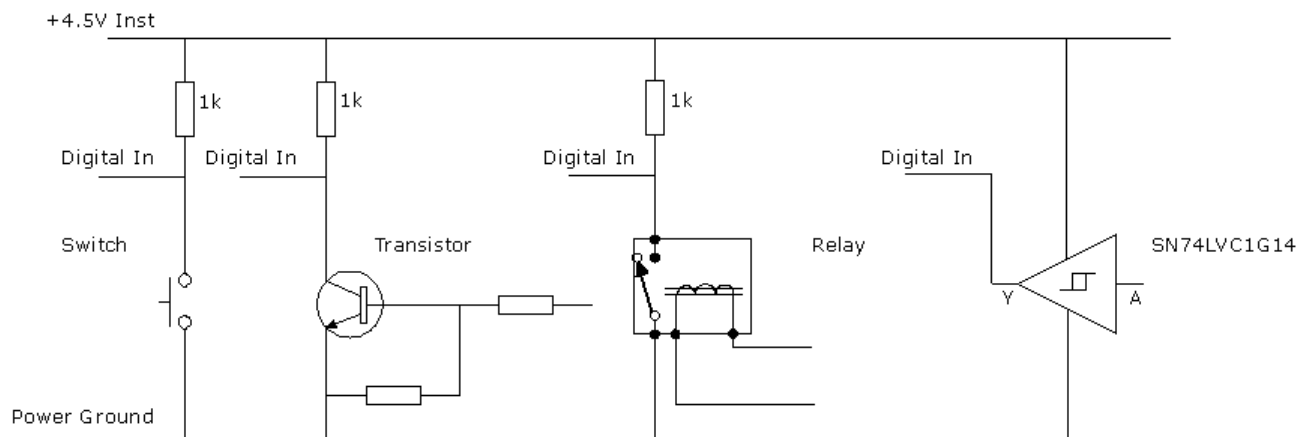 +4.5V Inst
1k
1k
1k
Digital In
Digital In
Digital In
Digital In
Switch
Transistor
Relay
SN74LVC1G14
Y
A
Power Ground